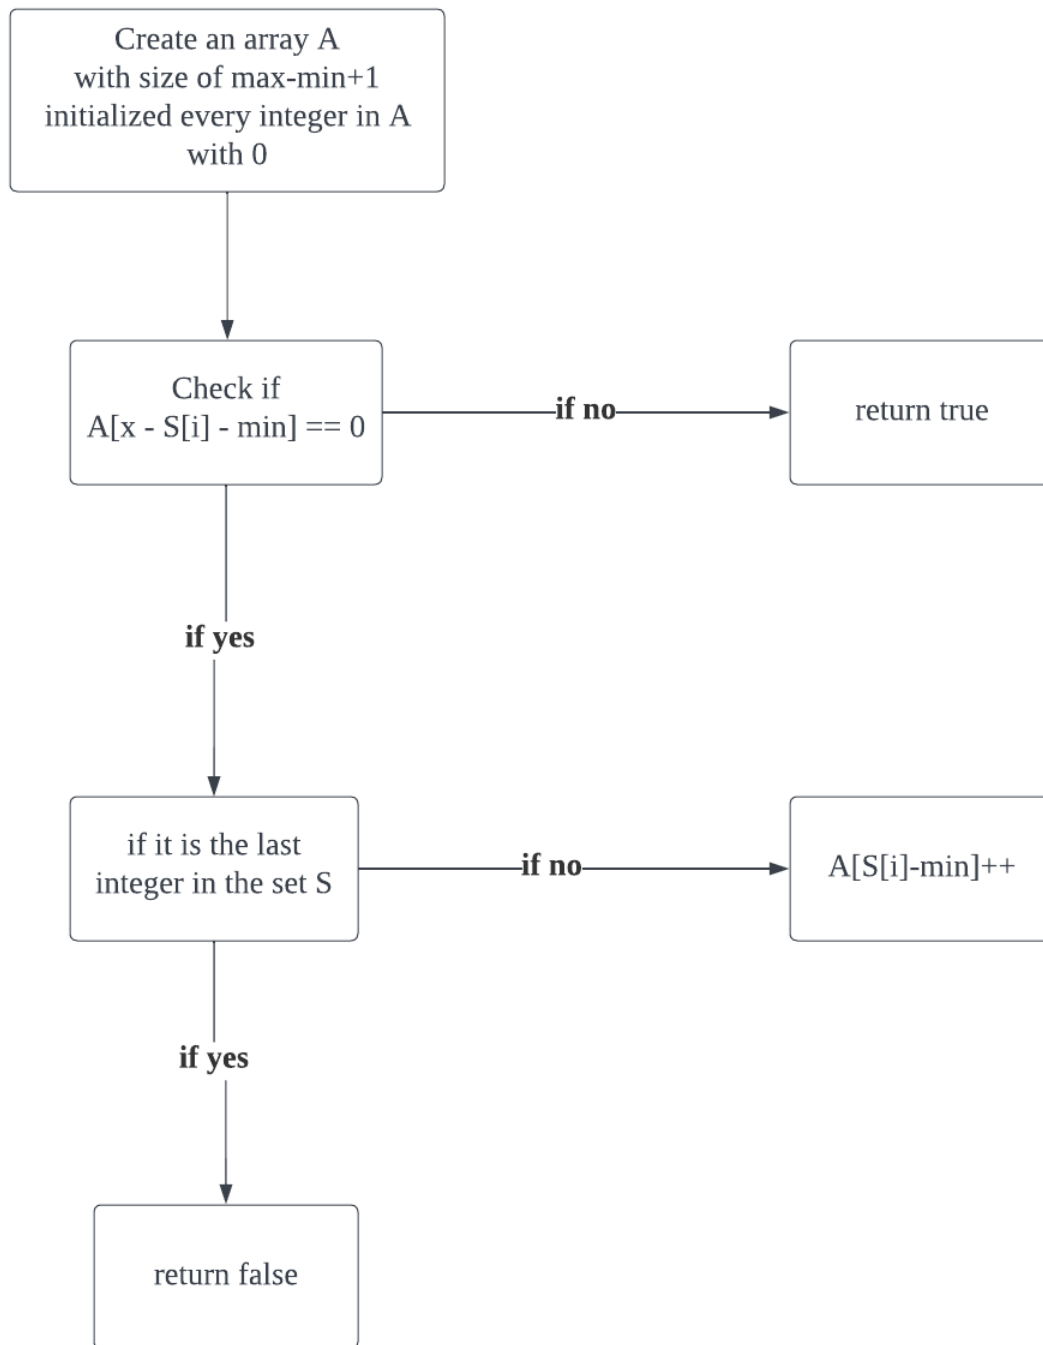 Create an array A
with size of max-min+1
initialized every integer in A
with 0
Check if
A[x - S[i] - min] == 0
if no
return true
if yes
if it is the last
integer in the set S
if no
A[S[i]-min]++
if yes
return false